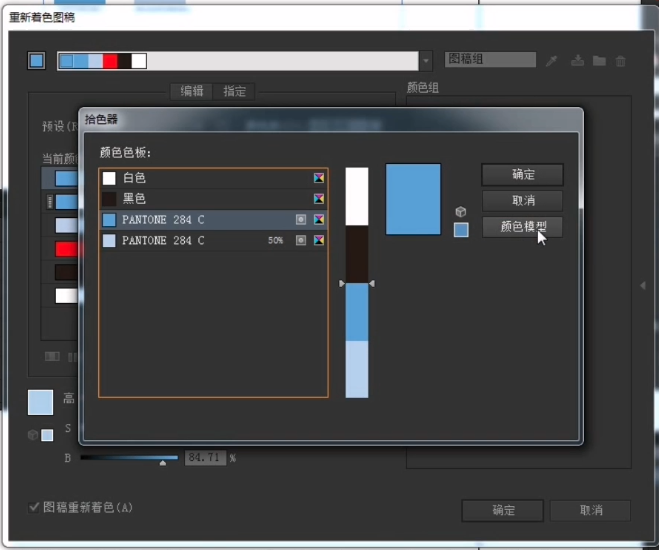 重新着色图稿
图稿组
编辑 指定
颜色组
预设(R
拾色器
当前颜
颜色色板:
白色
黑色
PANTONE 284 C
PANTONE 284 C 50%
确定
取消
颜色模型
高
S
B 84.71 %
图稿重新着色(A)
确定 取消